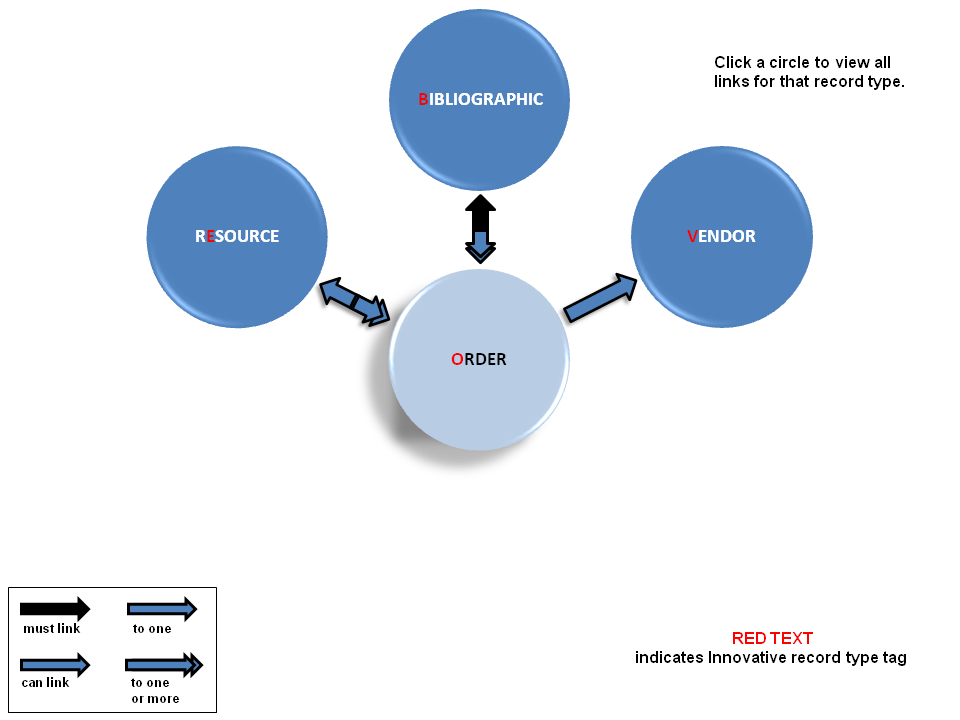 BIBLIOGRAPHIC
Click a circle to view all
links for that record type.
RESOURCE
VENDOR
ORDER
must link
to one
can link
to one
or more
RED TEXT
indicates Innovative record type tag